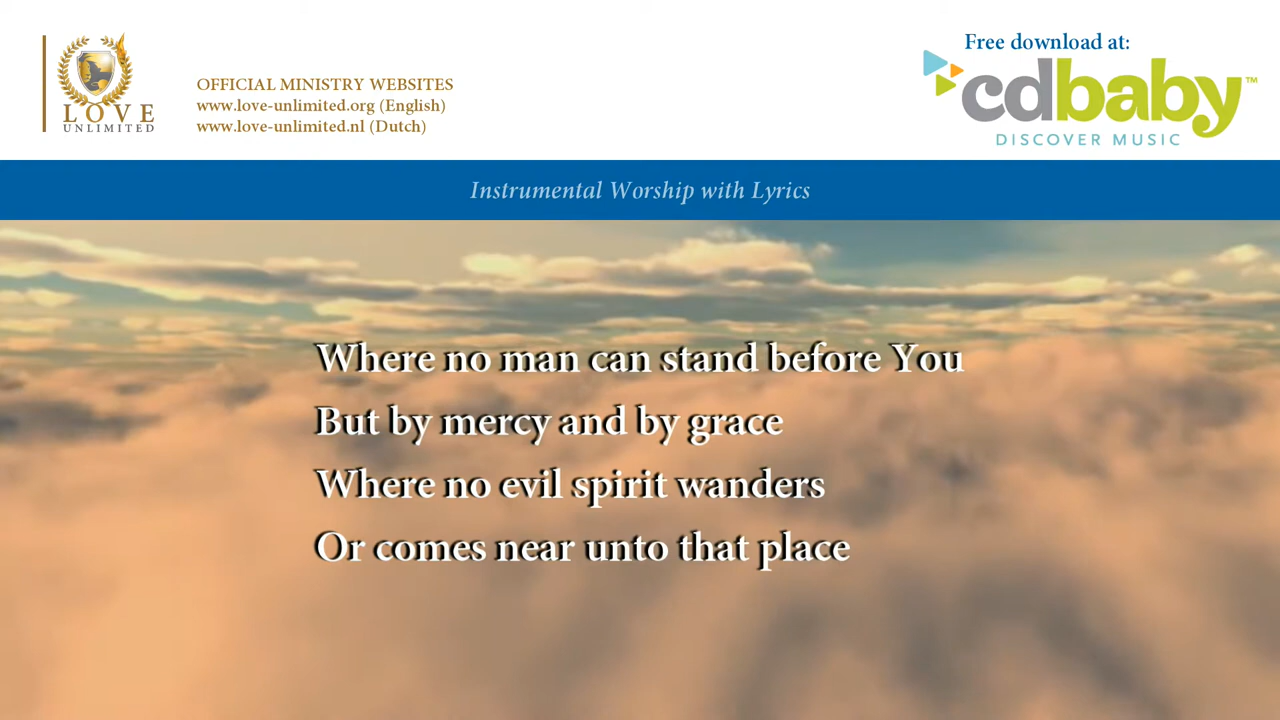 LOVE
UNLIMITED
OFFICIAL MINISTRY WEBSITES
www.love-unlimited.org (English)
www.love-unlimited.nl (Dutch)
Free download at:
cdbaby™
DISCOVER MUSIC
Instrumental Worship with Lyrics
Where no man can stand before You
But by mercy and by grace
Where no evil spirit wanders
Or comes near unto that place